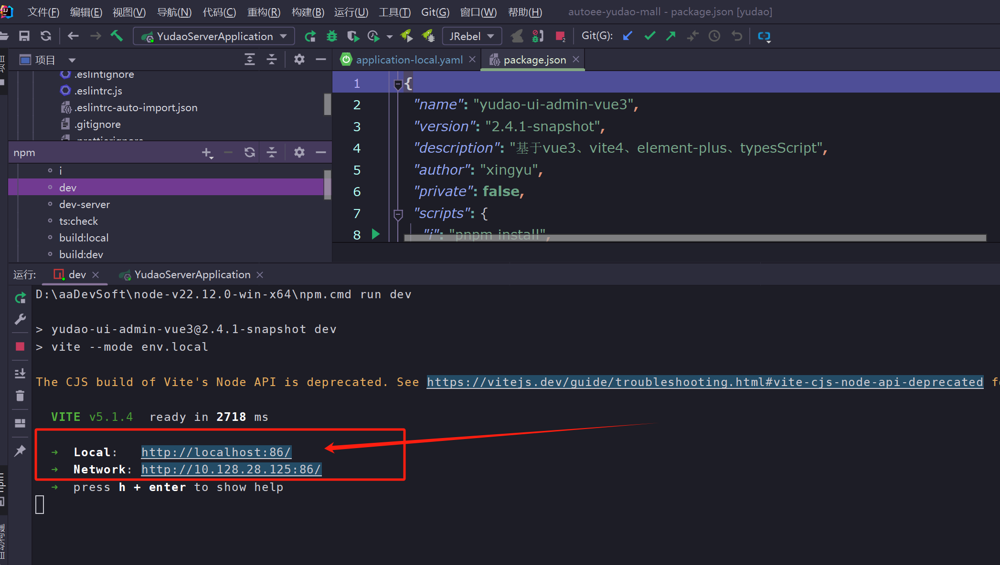 文件(F) 编辑(E) 视图(V) 导航(N) 代码(C) 重构(R) 构建(B) 运行(U) 工具(T) Git(G) 窗口(W) 帮助(H) autoee-yudao-mall - package.json [yudao]
YudaoServerApplication JRebel 2 Git(G):
项目
application-local.yaml package.json
.eslintignore
.eslintrc.js
.eslintrc-auto-import.json
.gitignore
.prettierignore
npm
i
dev
dev-server
ts:check
build:local
build:dev
1 {
2 "name": "yudao-ui-admin-vue3",
3 "version": "2.4.1-snapshot",
4 "description": "基于vue3、vite4、element-plus、typesScript",
5 "author": "xingyu",
6 "private": false,
7 "scripts": {
8 "i": "pnpm install",
运行: dev YudaoServerApplication
D:\aaDevSoft\node-v22.12.0-win-x64\npm.cmd run dev
> yudao-ui-admin-vue3@2.4.1-snapshot dev
> vite --mode env.local
The CJS build of Vite's Node API is deprecated. See https://vitejs.dev/guide/troubleshooting.html#vite-cjs-node-api-deprecated
VITE v5.1.4 ready in 2718 ms
➜ Local: http://localhost:86/
➜ Network: http://10.128.28.125:86/
➜ press h + enter to show help
npm